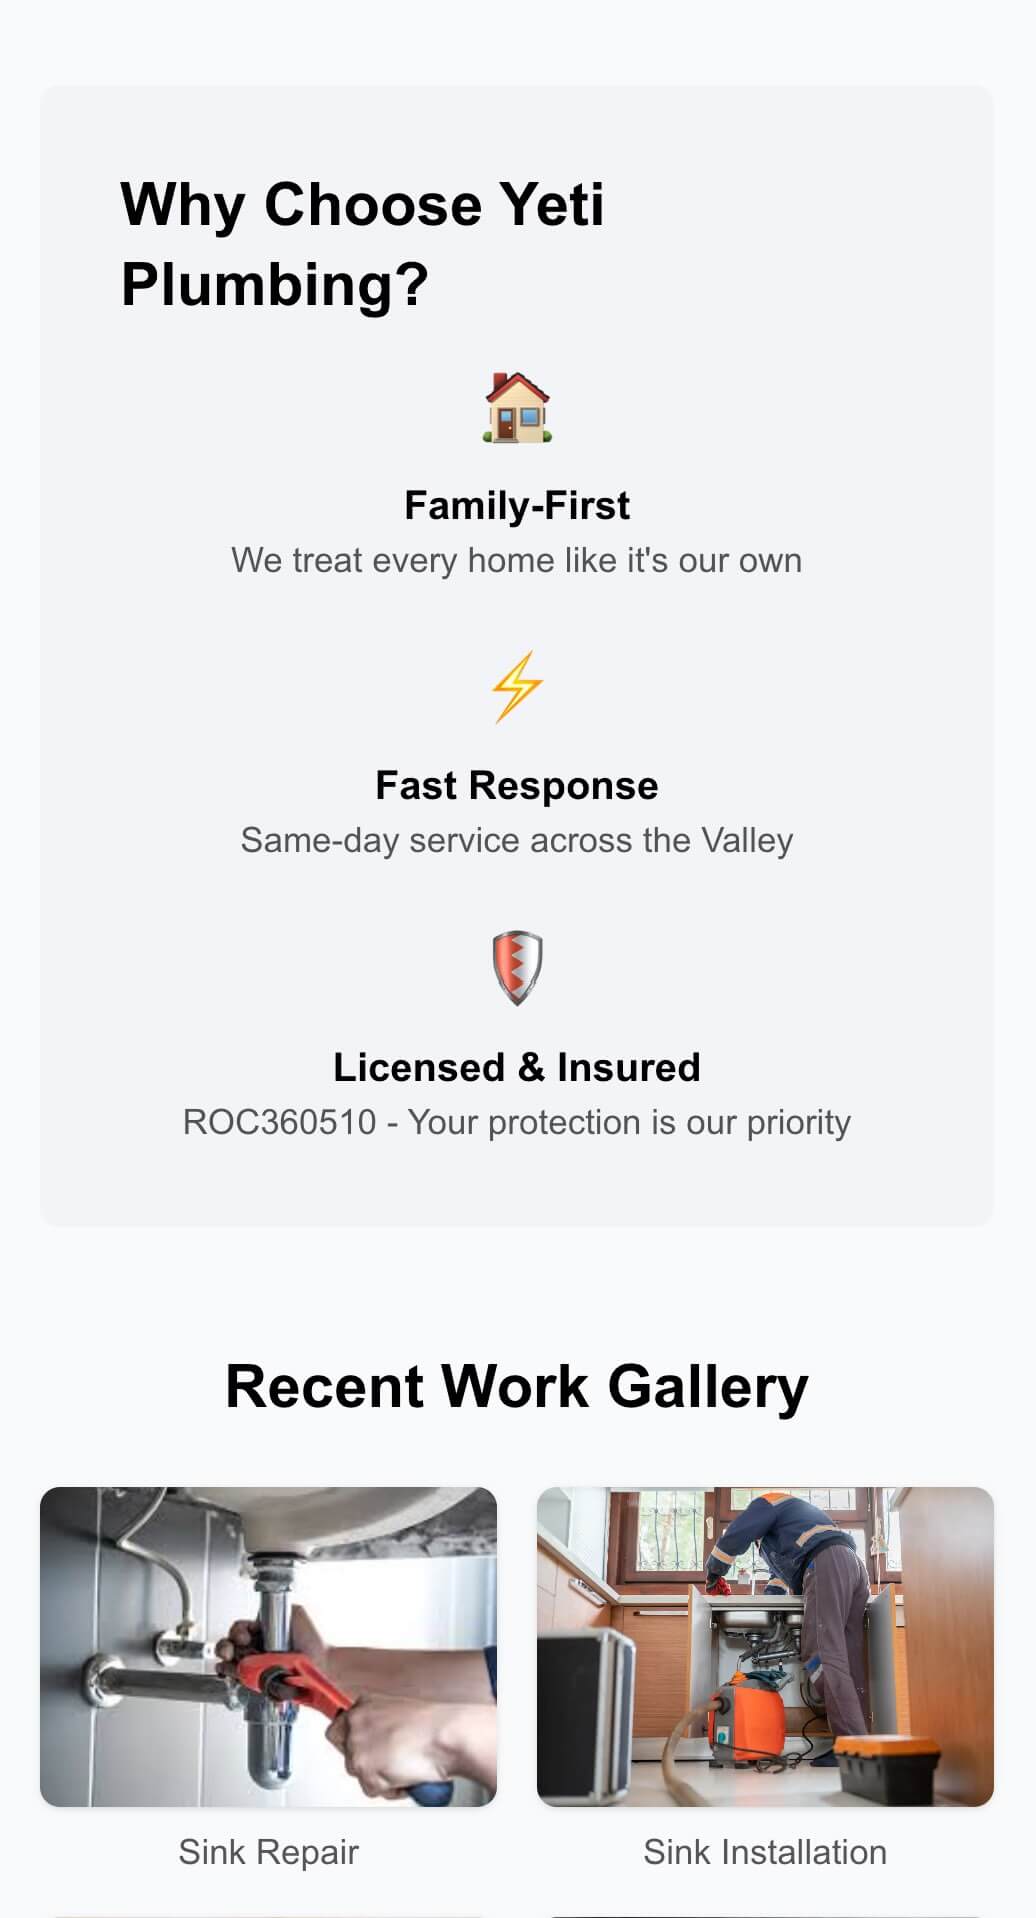 Why Choose Yeti
Plumbing?
Family-First
We treat every home like it's our own
Fast Response
Same-day service across the Valley
Licensed & Insured
ROC360510 - Your protection is our priority
Recent Work Gallery
Sink Repair
Sink Installation